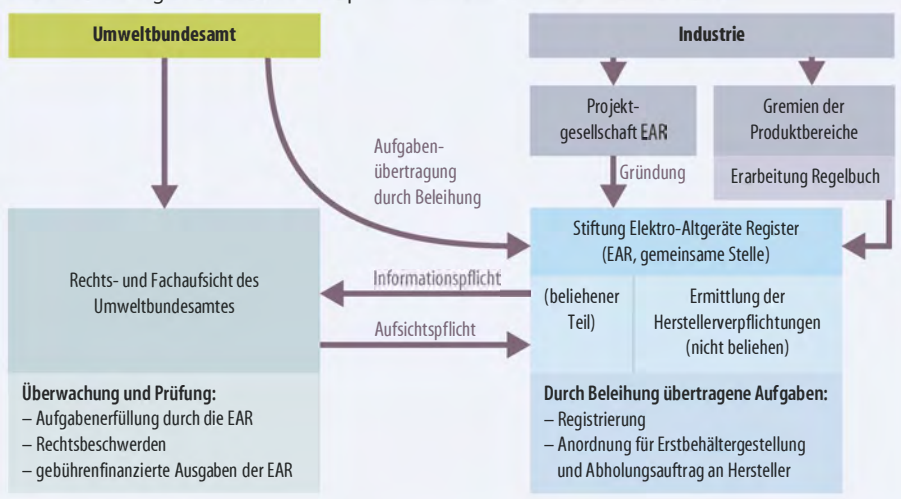 Umweltbundesamt
Industrie
Projekt-
gesellschaft EAR
Gremien der
Produktbereiche
Aufgaben-
übertragung
durch Beleihung
Gründung
Erarbeitung Regelbuch
Rechts- und Fachaufsicht des
Umweltbundesamtes
Stiftung Elektro-Altgeräte Register
(EAR, gemeinsame Stelle)
Informationspflicht
Aufsichtspflicht
(beliehener
Teil)
Ermittlung der
Herstellerverpflichtungen
(nicht beliehen)
Überwachung und Prüfung:
– Aufgabenerfüllung durch die EAR
– Rechtsbeschwerden
– gebührenfinanzierte Ausgaben der EAR
Durch Beleihung übertragene Aufgaben:
– Registrierung
– Anordnung für Erstbehältergestellung
und Abholungsauftrag an Hersteller